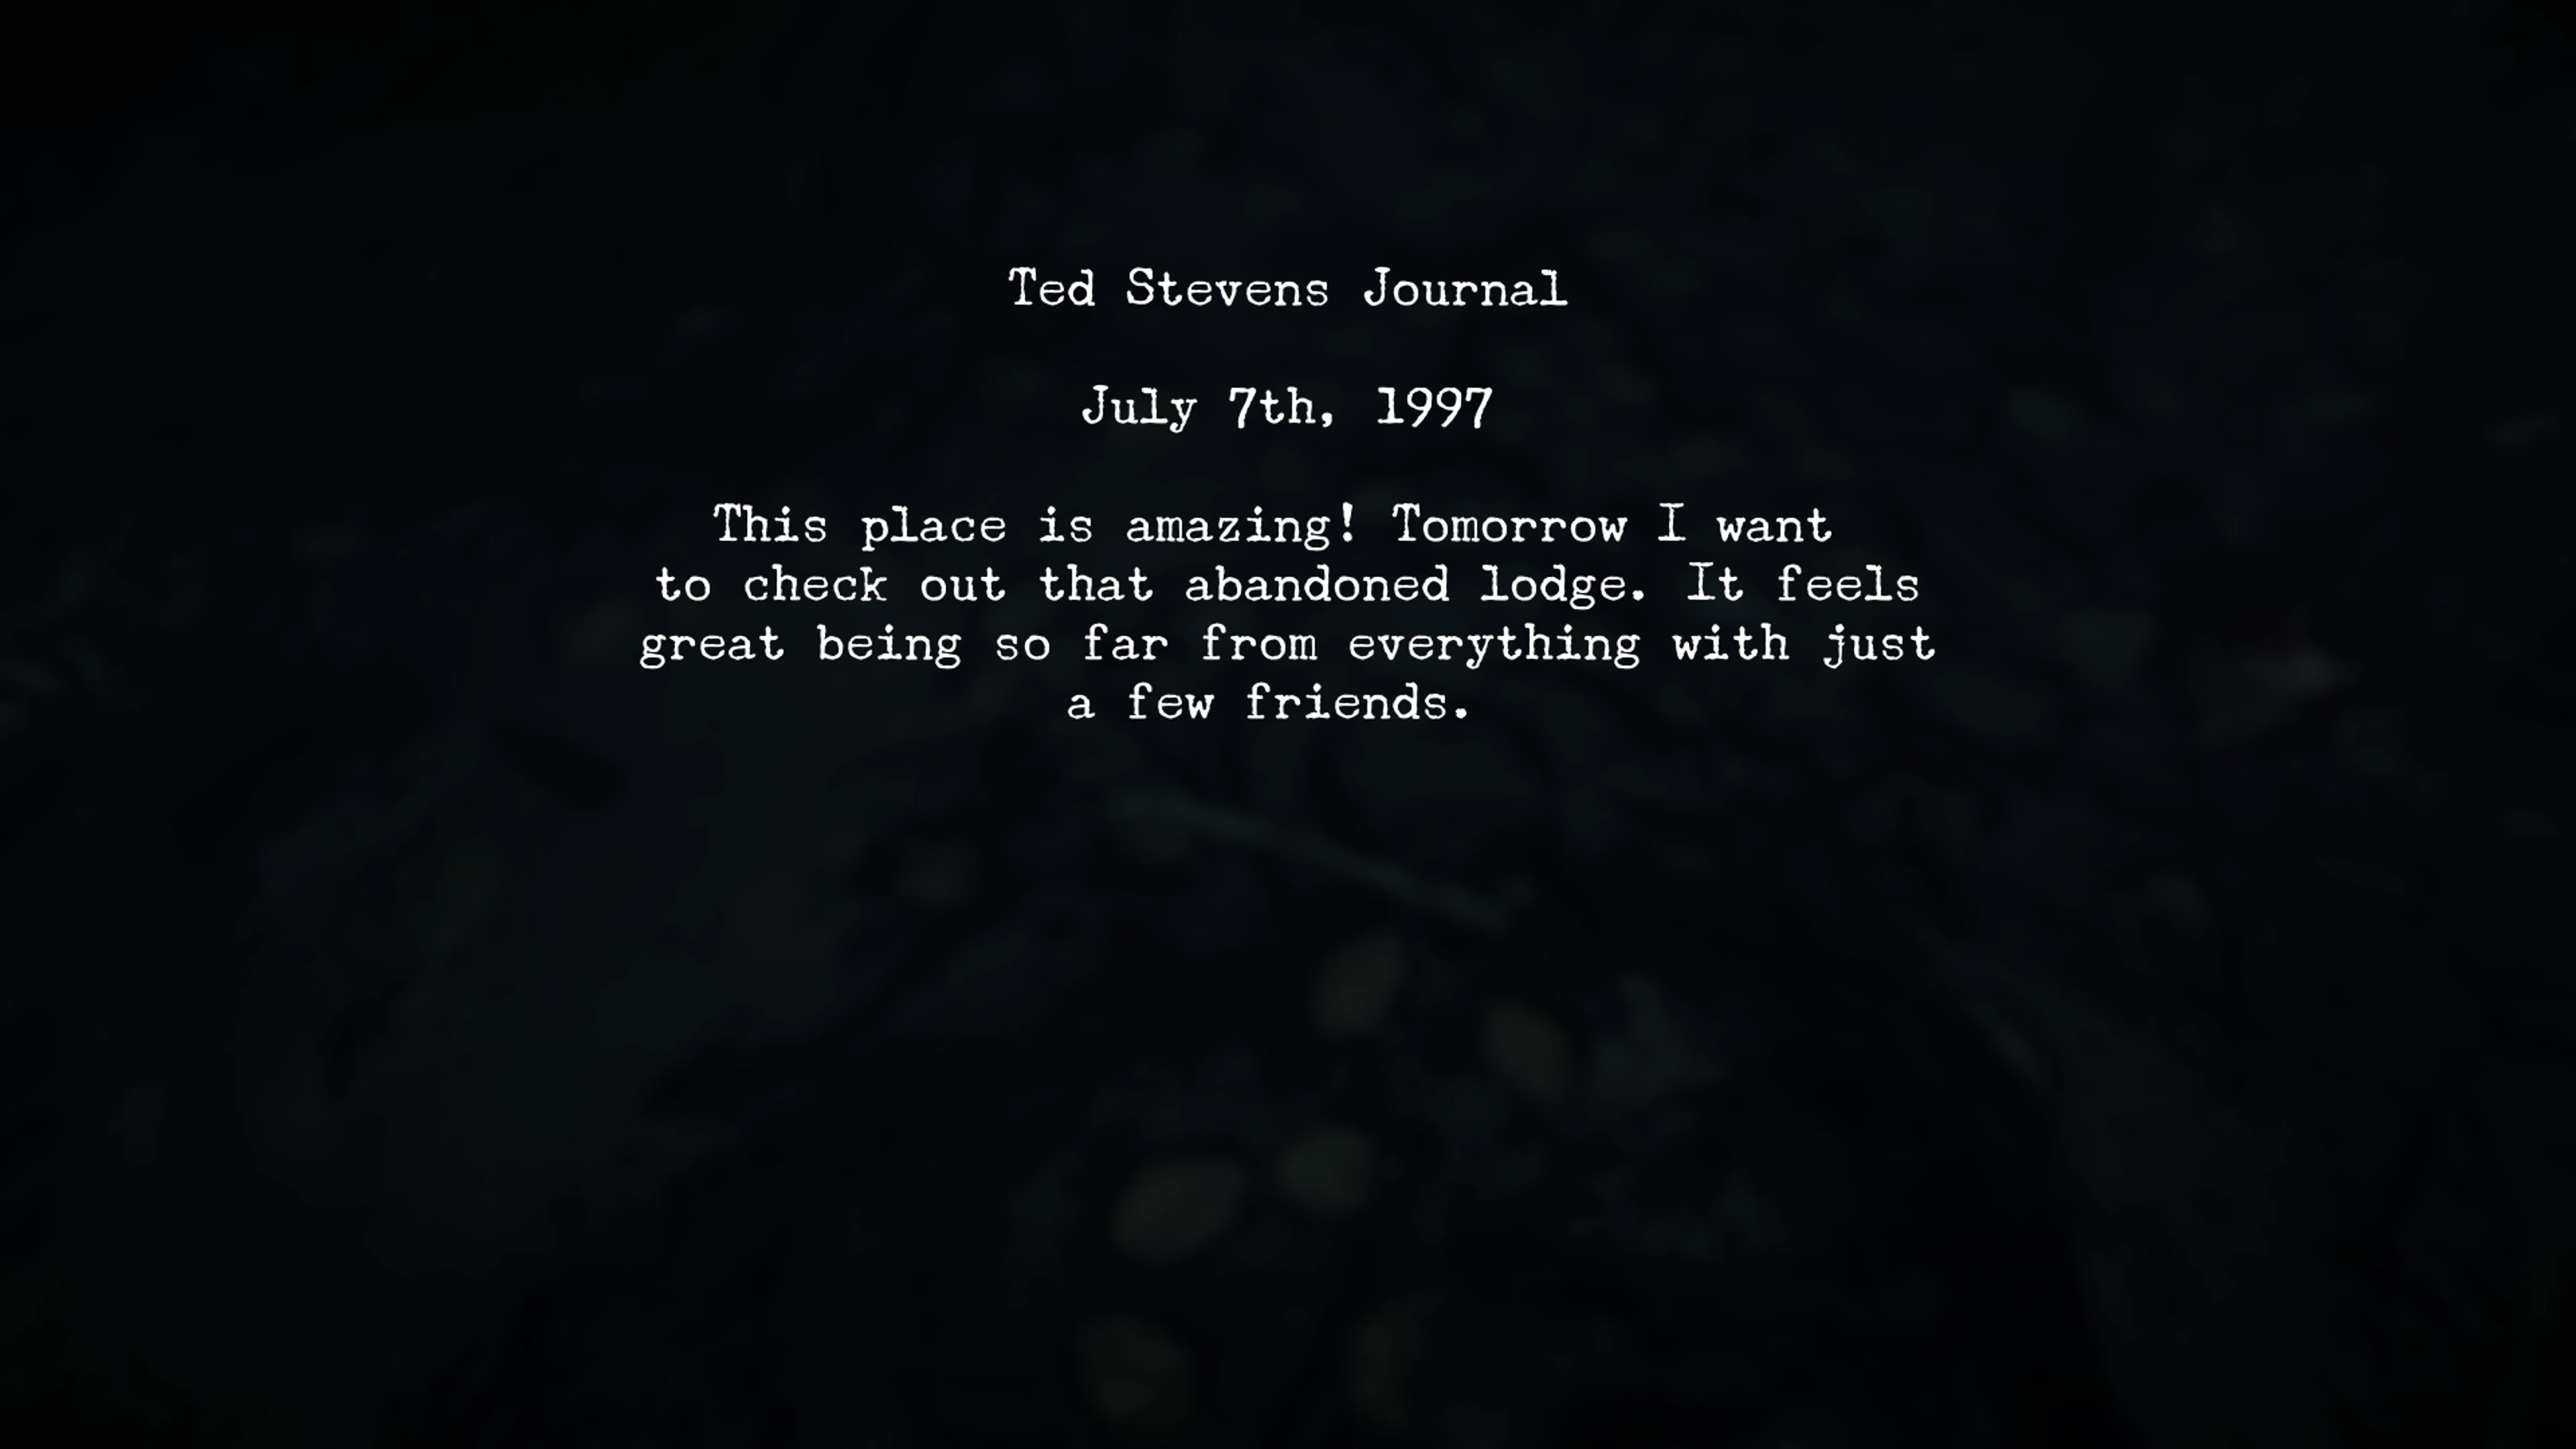 Ted Stevens Journal
July 7th, 1997
This place is amazing! Tomorrow I want
to check out that abandoned lodge. It feels
great being so far from everything with just
a few friends.